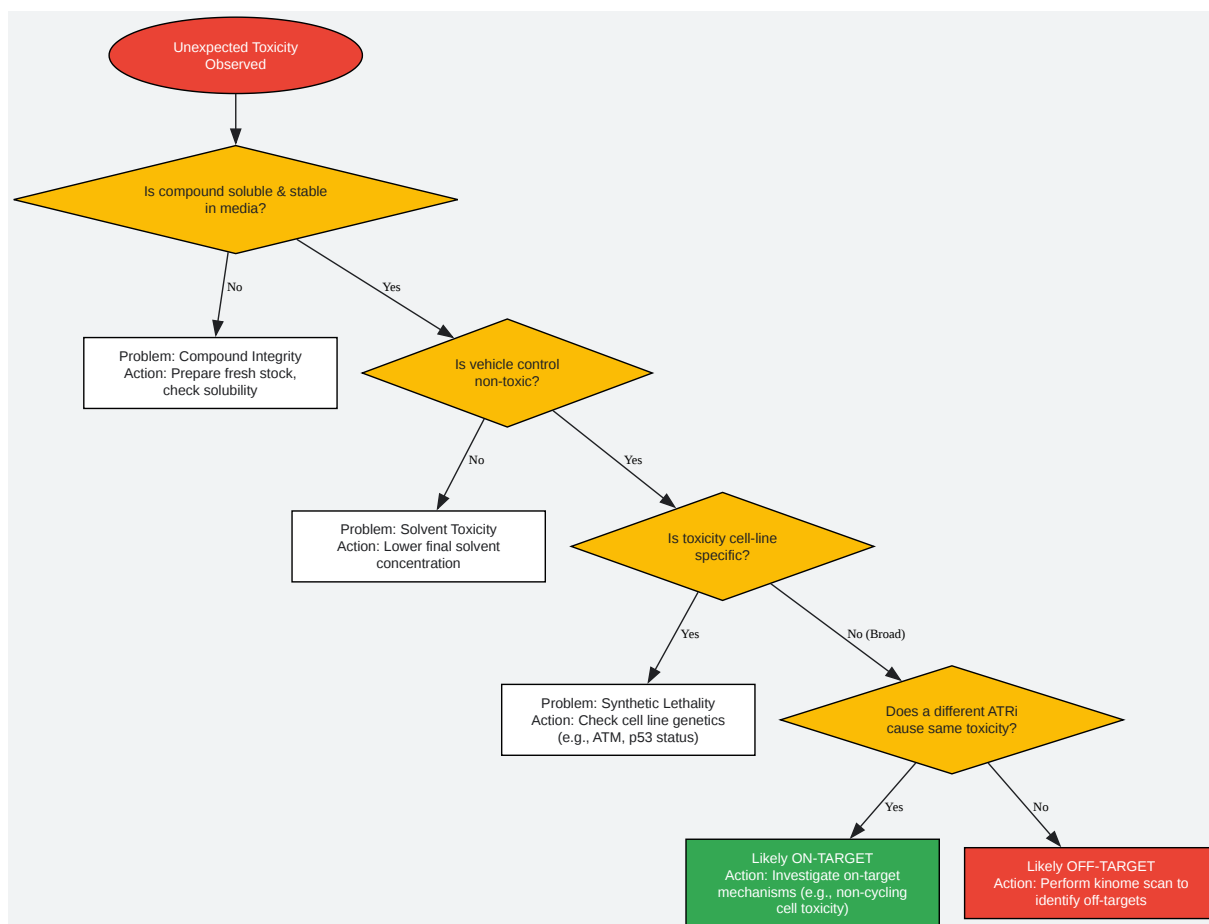 Unexpected Toxicity
Observed
Is compound soluble & stable
in media?
No
Yes
Problem: Compound Integrity
Action: Prepare fresh stock,
check solubility
Is vehicle control
non-toxic?
No
Yes
Problem: Solvent Toxicity
Action: Lower final solvent
concentration
Is toxicity cell-line
specific?
Yes
No (Broad)
Problem: Synthetic Lethality
Action: Check cell line genetics
(e.g., ATM, p53 status)
Does a different ATRi
cause same toxicity?
Yes
No
Likely ON-TARGET
Action: Investigate on-target
mechanisms (e.g., non-cycling
cell toxicity)
Likely OFF-TARGET
Action: Perform kinome scan to
identify off-targets